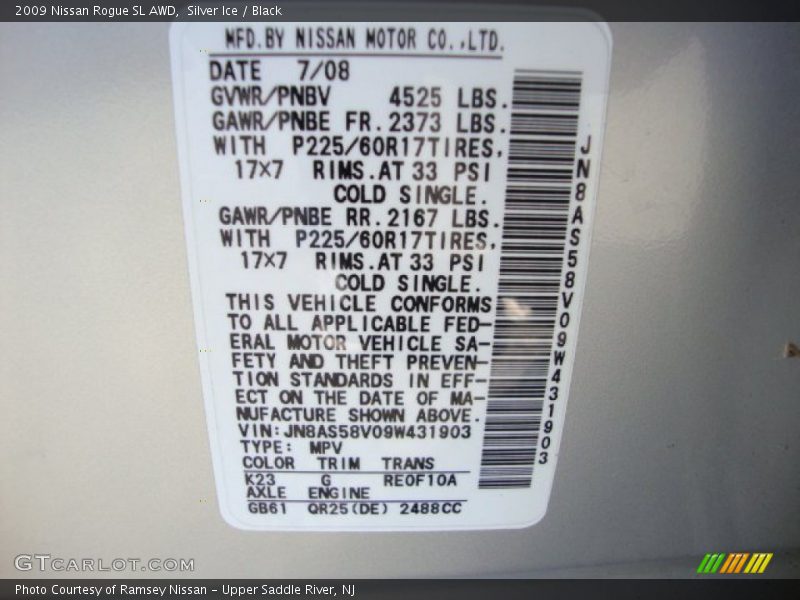 2009 Nissan Rogue SL AWD, Silver Ice / Black
MFD.BY NISSAN MOTOR CO.,LTD.
DATE 7/08
GVWR/PNBV 4525 LBS.
GAWR/PNBE FR.2373 LBS.
WITH P225/60R17TIRES,
17×7 RIMS.AT 33 PSI
COLD SINGLE.
GAWR/PNBE RR.2167 LBS.
WITH P225/60R17TIRES,
17×7 RIMS.AT 33 PSI
COLD SINGLE.
THIS VEHICLE CONFORMS
TO ALL APPLICABLE FED-
ERAL MOTOR VEHICLE SA-
FETY AND THEFT PREVEN-
TION STANDARDS IN EFF-
ECT ON THE DATE OF MA-
NUFACTURE SHOWN ABOVE.
VIN:JN8AS58V09W431903
TYPE: MPV
COLOR TRIM TRANS
K23 G RE0F10A
AXLE ENGINE
GB61 QR25(DE) 2488CC
JN8AS58V09W431903
GTCARLOT.COM
Photo Courtesy of Ramsey Nissan - Upper Saddle River, NJ